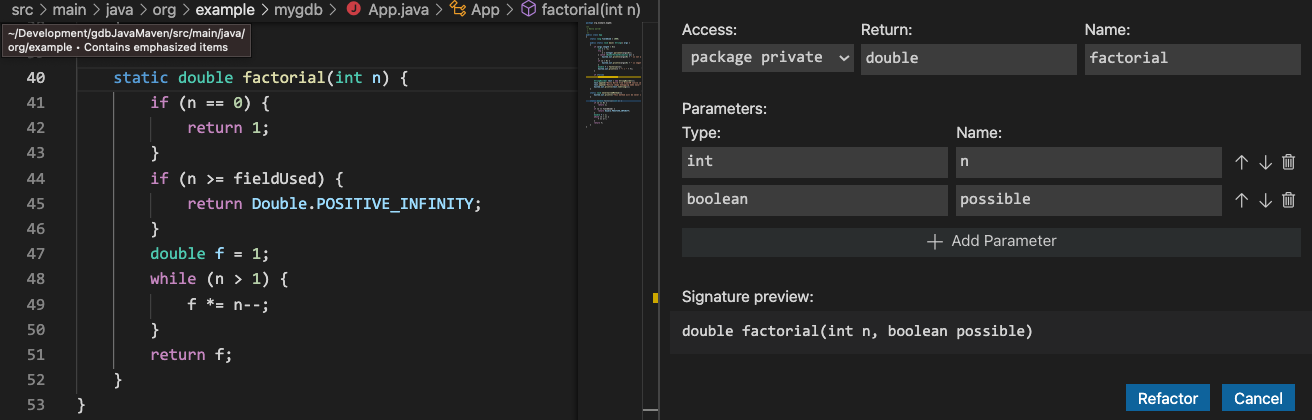 src > main > java > org > example > mygdb > App.java > App > factorial(int n)
~/Development/gdbJavaMaven/src/main/java/
org/example • Contains emphasized items
40 static double factorial(int n) {
41 if (n == 0) {
42 return 1;
43 }
44 if (n >= fieldUsed) {
45 return Double.POSITIVE_INFINITY;
46 }
47 double f = 1;
48 while (n > 1) {
49 f *= n--;
50 }
51 return f;
52 }
53 }
Access: Return: Name:
package private double factorial
Parameters:
Type: Name:
int n
boolean possible
Add Parameter
Signature preview:
double factorial(int n, boolean possible)
Refactor Cancel